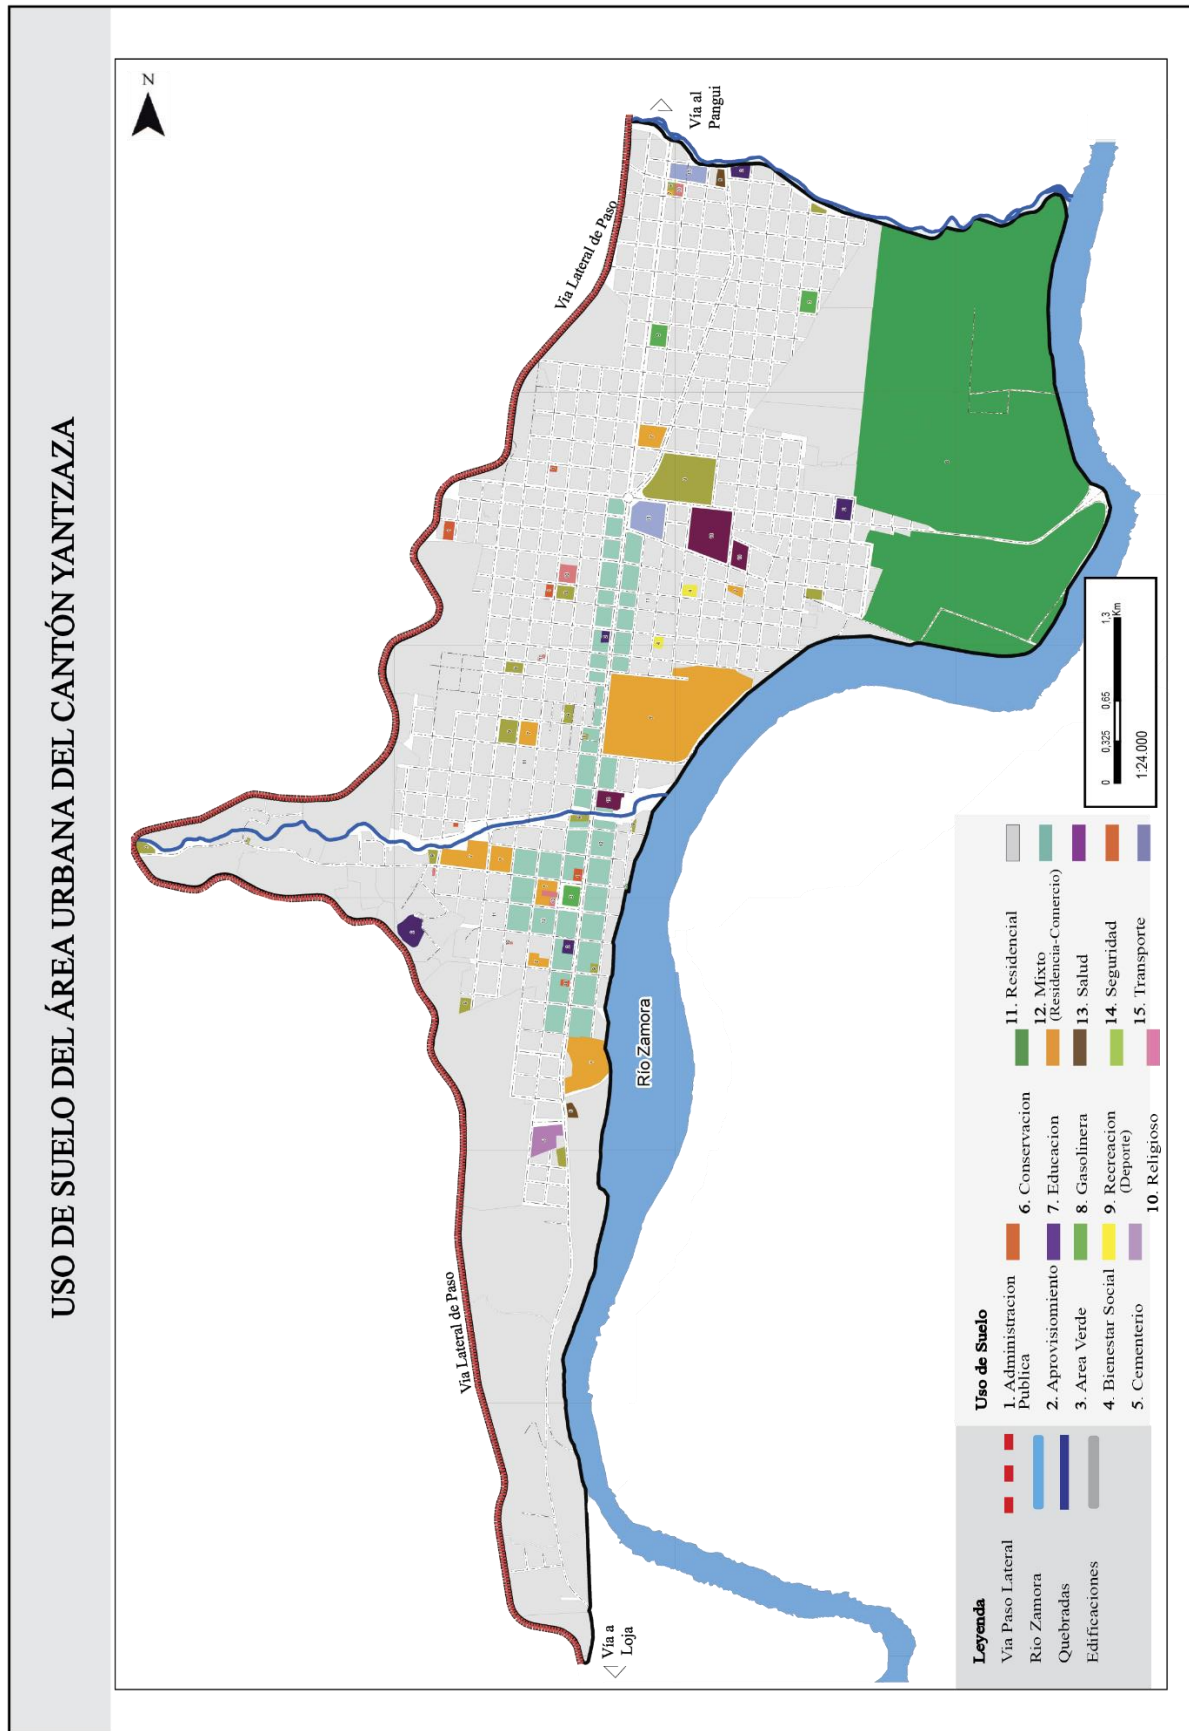 USO DE SUELO DEL ÁREA URBANA DEL CANTÓN YANTZAZA
N
Vía al
Pangui
Via Lateral de Paso
Via Lateral de Paso
Río Zamora
Vía a
Loja
0 0,325 0.65 1,3
Km
1:24.000
Leyenda
Via Paso Lateral
Rio Zamora
Quebradas
Edificaciones
Uso de Suelo
1. Administracion
Publica
2. Aprovisiomiento
3. Area Verde
4. Bienestar Social
5. Cementerio
6. Conservacion
7. Educacion
8. Gasolinera
9. Recreacion
(Deporte)
10. Religioso
11. Residencial
12. Mixto
(Residencia-Comercio)
13. Salud
14. Seguridad
15. Transporte